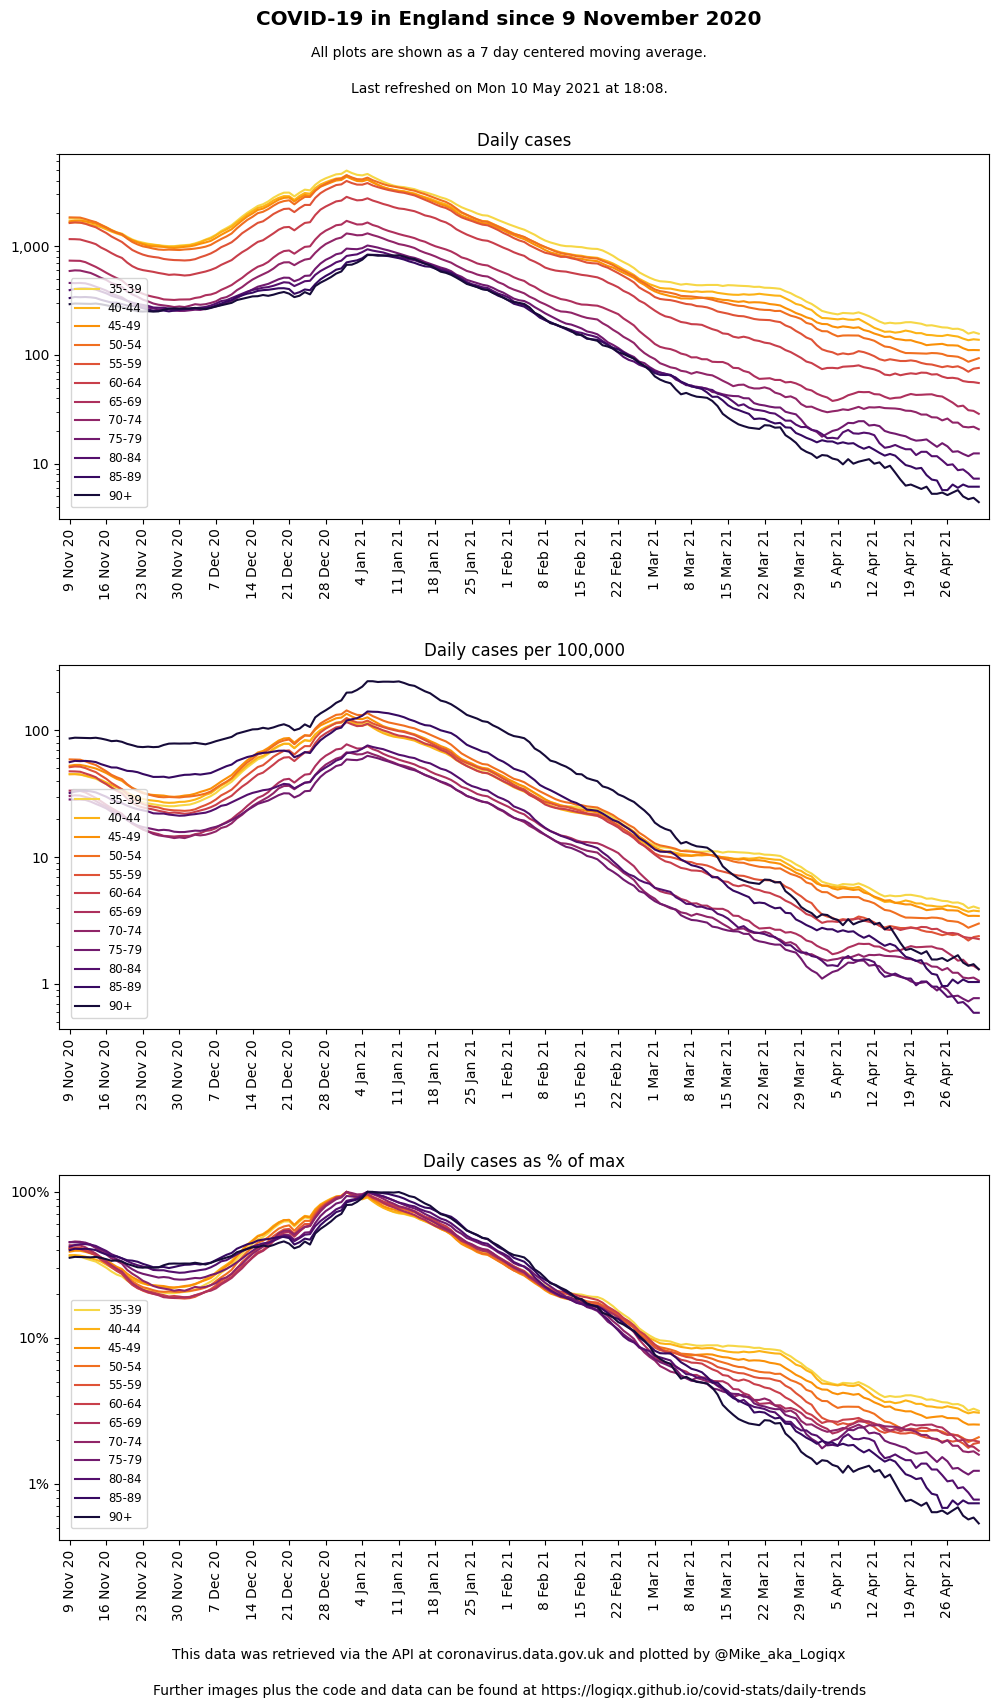 COVID-19 in England since 9 November 2020
All plots are shown as a 7 day centered moving average.
Last refreshed on Mon 10 May 2021 at 18:08.
Daily cases
1,000
100
10
35-39
40-44
45-49
50-54
55-59
60-64
65-69
70-74
75-79
80-84
85-89
90+
9 Nov 20
16 Nov 20
23 Nov 20
30 Nov 20
7 Dec 20
14 Dec 20
21 Dec 20
28 Dec 20
4 Jan 21
11 Jan 21
18 Jan 21
25 Jan 21
1 Feb 21
8 Feb 21
15 Feb 21
22 Feb 21
1 Mar 21
8 Mar 21
15 Mar 21
22 Mar 21
29 Mar 21
5 Apr 21
12 Apr 21
19 Apr 21
26 Apr 21
Daily cases per 100,000
100
10
1
35-39
40-44
45-49
50-54
55-59
60-64
65-69
70-74
75-79
80-84
85-89
90+
9 Nov 20
16 Nov 20
23 Nov 20
30 Nov 20
7 Dec 20
14 Dec 20
21 Dec 20
28 Dec 20
4 Jan 21
11 Jan 21
18 Jan 21
25 Jan 21
1 Feb 21
8 Feb 21
15 Feb 21
22 Feb 21
1 Mar 21
8 Mar 21
15 Mar 21
22 Mar 21
29 Mar 21
5 Apr 21
12 Apr 21
19 Apr 21
26 Apr 21
Daily cases as % of max
100%
10%
1%
35-39
40-44
45-49
50-54
55-59
60-64
65-69
70-74
75-79
80-84
85-89
90+
9 Nov 20
16 Nov 20
23 Nov 20
30 Nov 20
7 Dec 20
14 Dec 20
21 Dec 20
28 Dec 20
4 Jan 21
11 Jan 21
18 Jan 21
25 Jan 21
1 Feb 21
8 Feb 21
15 Feb 21
22 Feb 21
1 Mar 21
8 Mar 21
15 Mar 21
22 Mar 21
29 Mar 21
5 Apr 21
12 Apr 21
19 Apr 21
26 Apr 21
This data was retrieved via the API at coronavirus.data.gov.uk and plotted by @Mike_aka_Logiqx
Further images plus the code and data can be found at https://logiqx.github.io/covid-stats/daily-trends